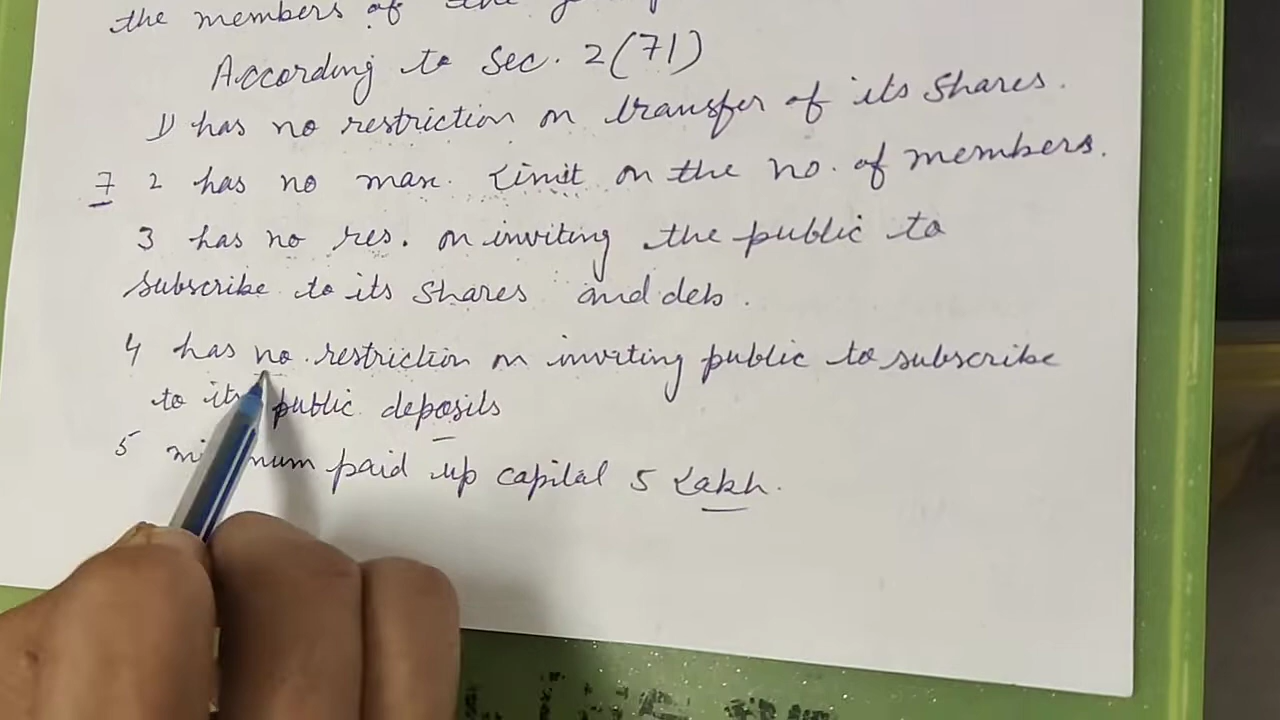 the members of the
According to Sec. 2(71)
1) has no restriction on transfer of its shares.
7 2 has no max. Limit on the no. of members.
3 has no res. on inviting the public to
subscribe to its shares and deb.
4 has no restriction on inviting public to subscribe
to its public deposits
5 minimum paid up capital 5 Lakh.